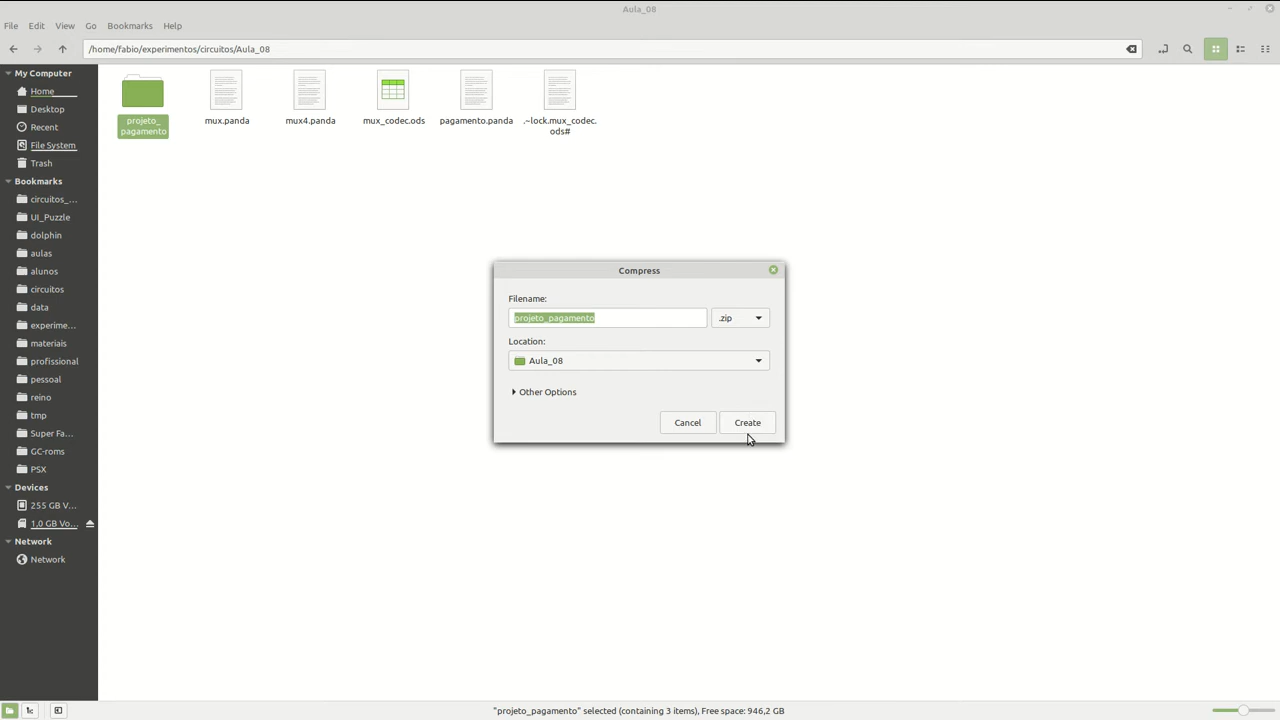 Aula_08
File Edit View Go Bookmarks Help
/home/fabio/experimentos/circuitos/Aula_08
My Computer
Home
Desktop
Recent
File System
Trash
Bookmarks
circuitos_...
UI_Puzzle
dolphin
aulas
alunos
circuitos
data
experime...
materiais
profissional
pessoal
reino
tmp
Super Fa...
GC-roms
PSX
Devices
255 GB V...
1,0 GB Vo...
Network
Network
projeto_
pagamento
mux.panda
mux4.panda
mux_codec.ods
pagamento.panda
.~lock.mux_codec.
ods#
Compress
Filename:
projeto_pagamento .zip
Location:
Aula_08
Other Options
Cancel Create
"projeto_pagamento" selected (containing 3 items), Free space: 946,2 GB